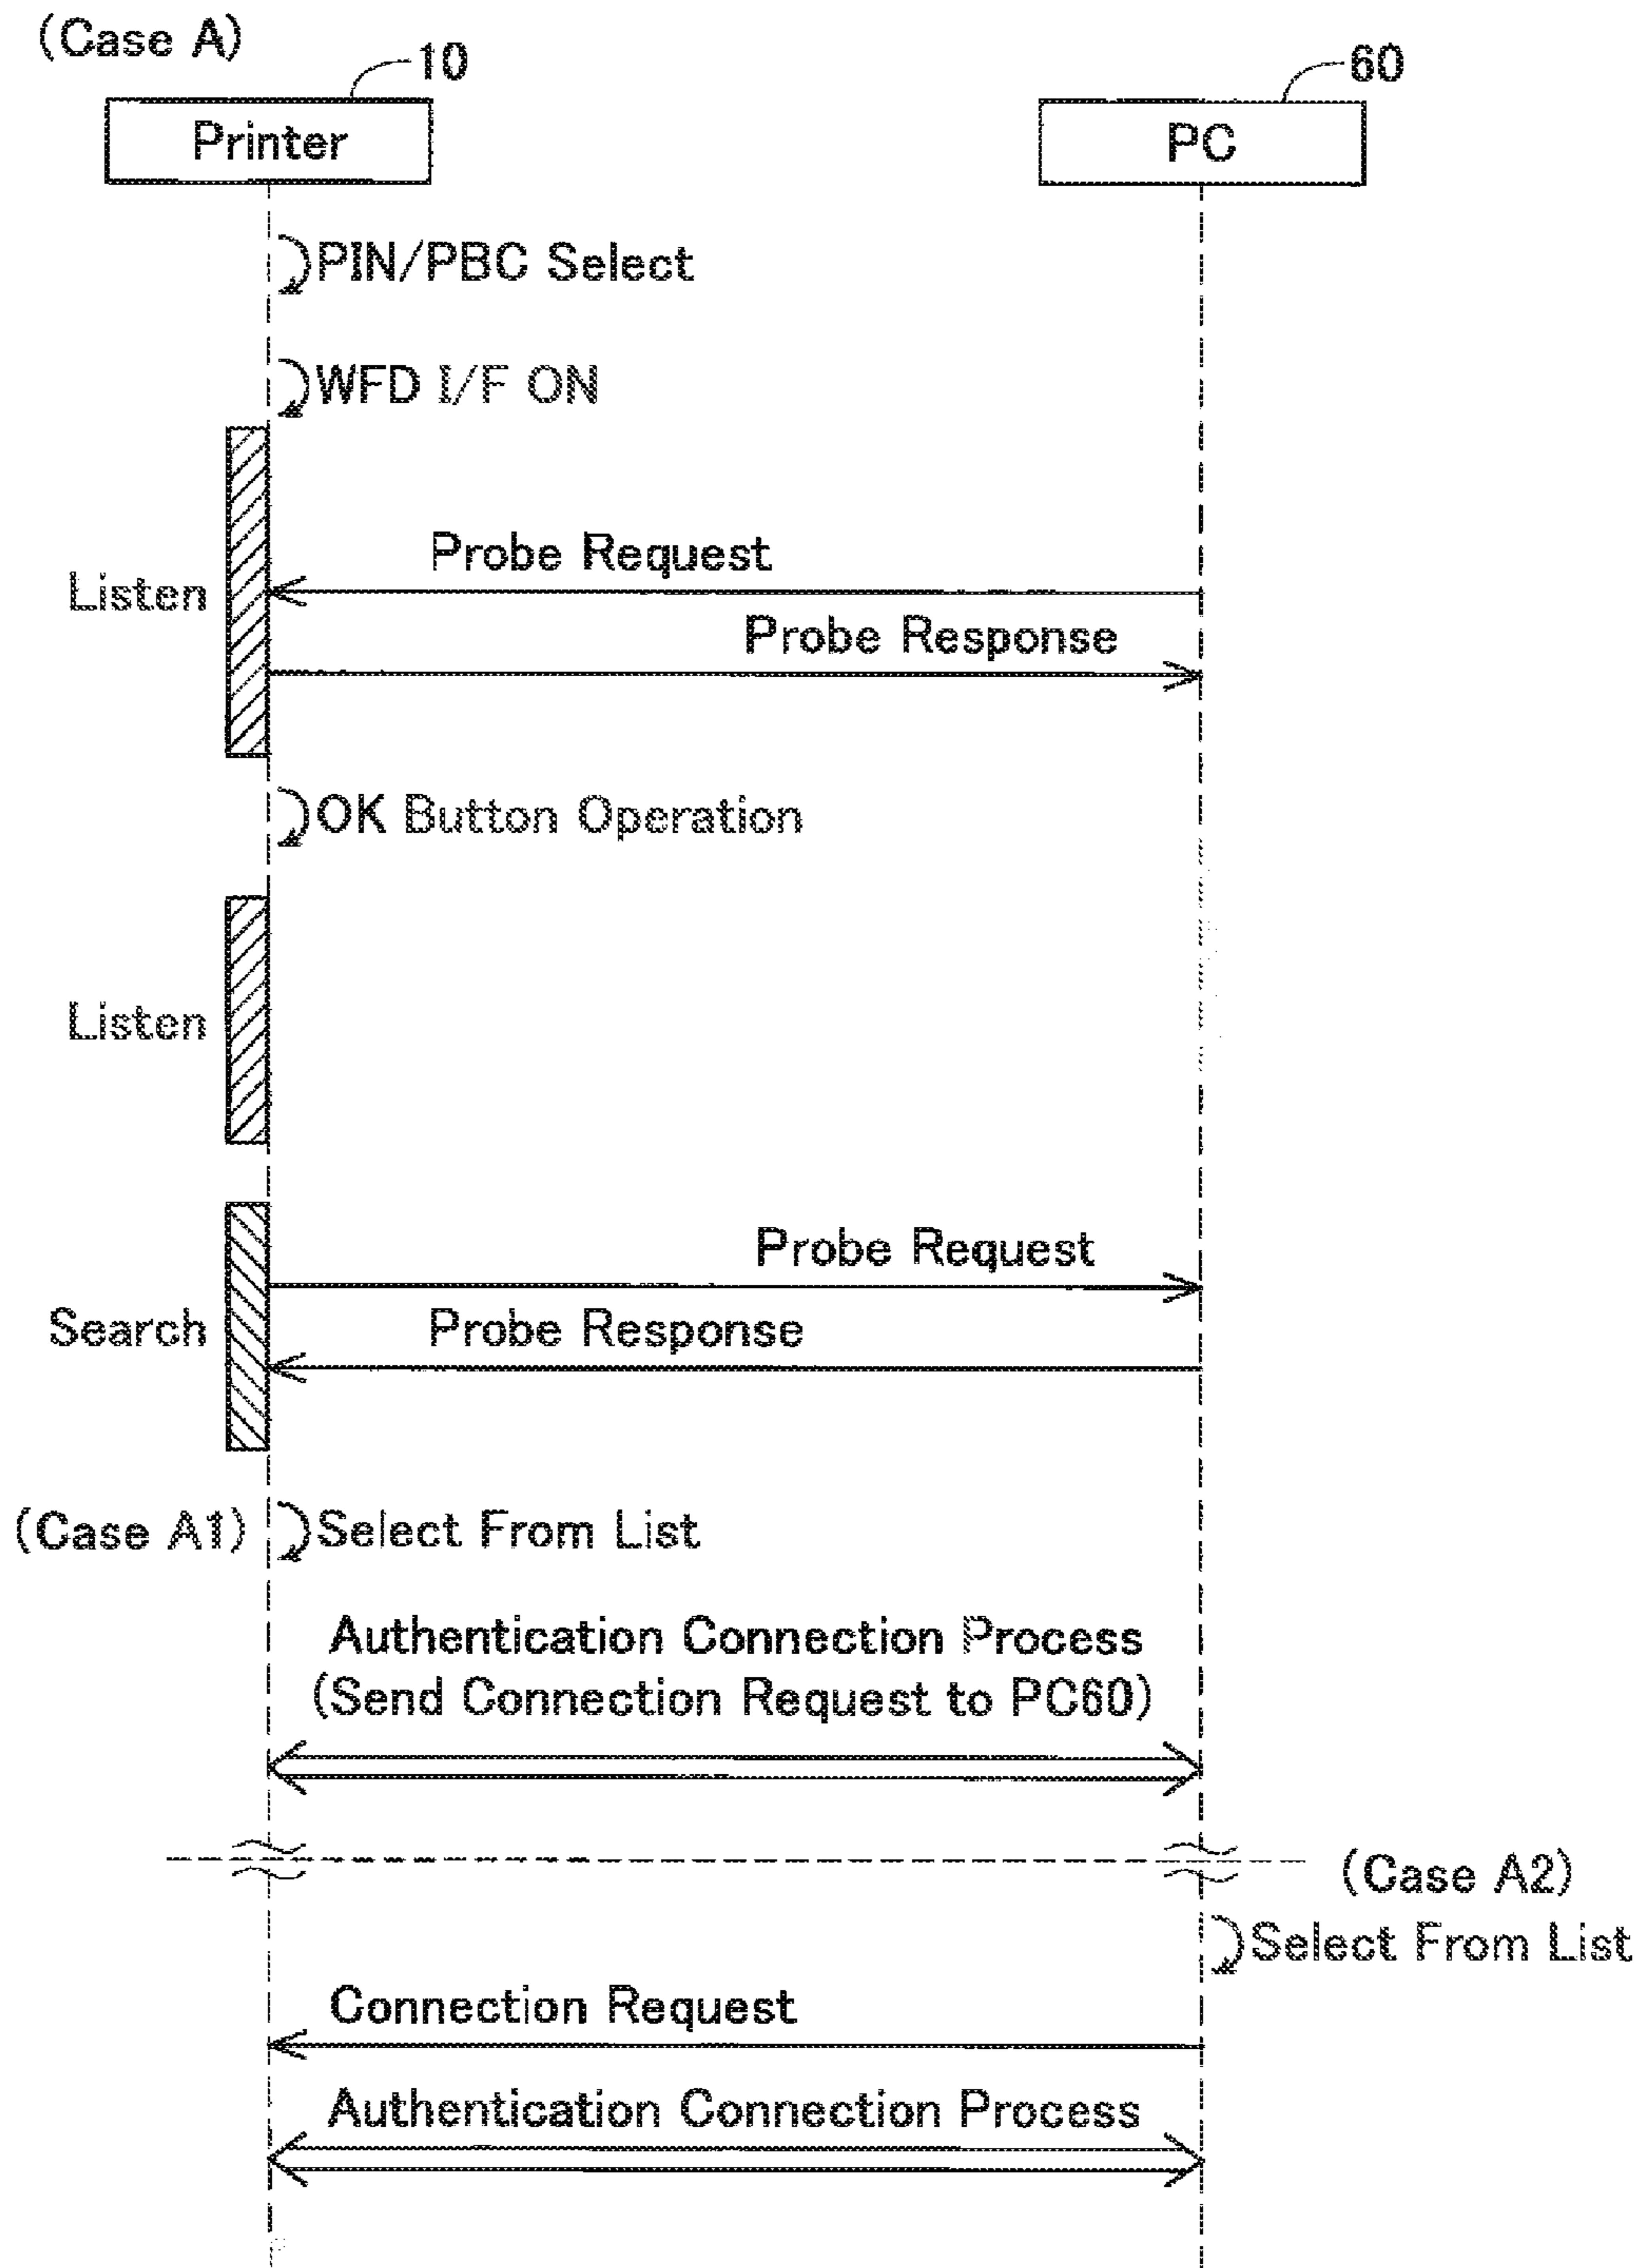 (Case A)
10
60
Printer
PC
PIN/PBC Select
WFD I/F ON
Probe Request
Listen
Probe Response
OK Button Operation
Listen
Probe Request
Search
Probe Response
(Case A1)
Select From List
Authentication Connection Process
(Send Connection Request to PC60)
(Case A2)
Select From List
Connection Request
Authentication Connection Process